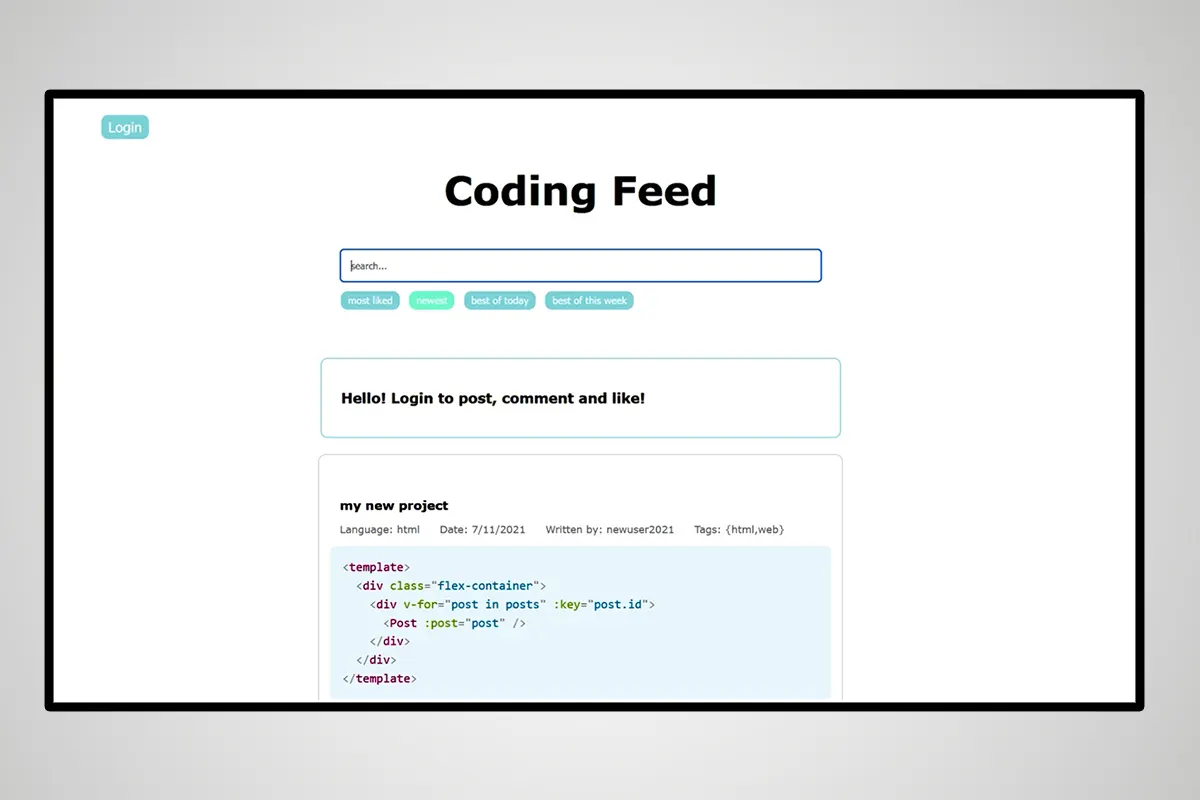 Login
Coding Feed
search...
most liked newest best of today best of this week
Hello! Login to post, comment and like!
my new project
Language: html Date: 7/11/2021 Written by: newuser2021 Tags: {html,web}
<template>
  <div class="flex-container">
    <div v-for="post in posts" :key="post.id">
      <Post :post="post" />
    </div>
  </div>
</template>